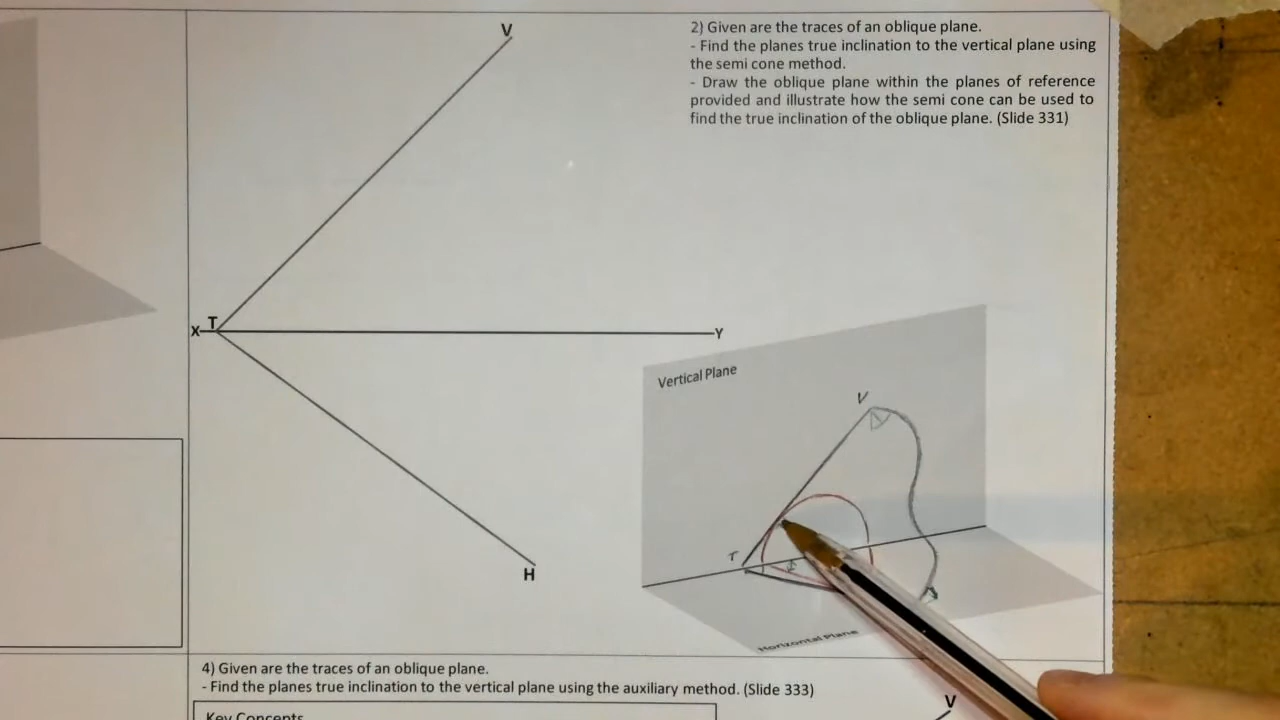 V
2) Given are the traces of an oblique plane.
- Find the planes true inclination to the vertical plane using
the semi cone method.
- Draw the oblique plane within the planes of reference
provided and illustrate how the semi cone can be used to
find the true inclination of the oblique plane. (Slide 331)
X T
Y
H
Vertical Plane
V
T
Horizontal Plane
4) Given are the traces of an oblique plane.
- Find the planes true inclination to the vertical plane using the auxiliary method. (Slide 333)
V
Key Concepts